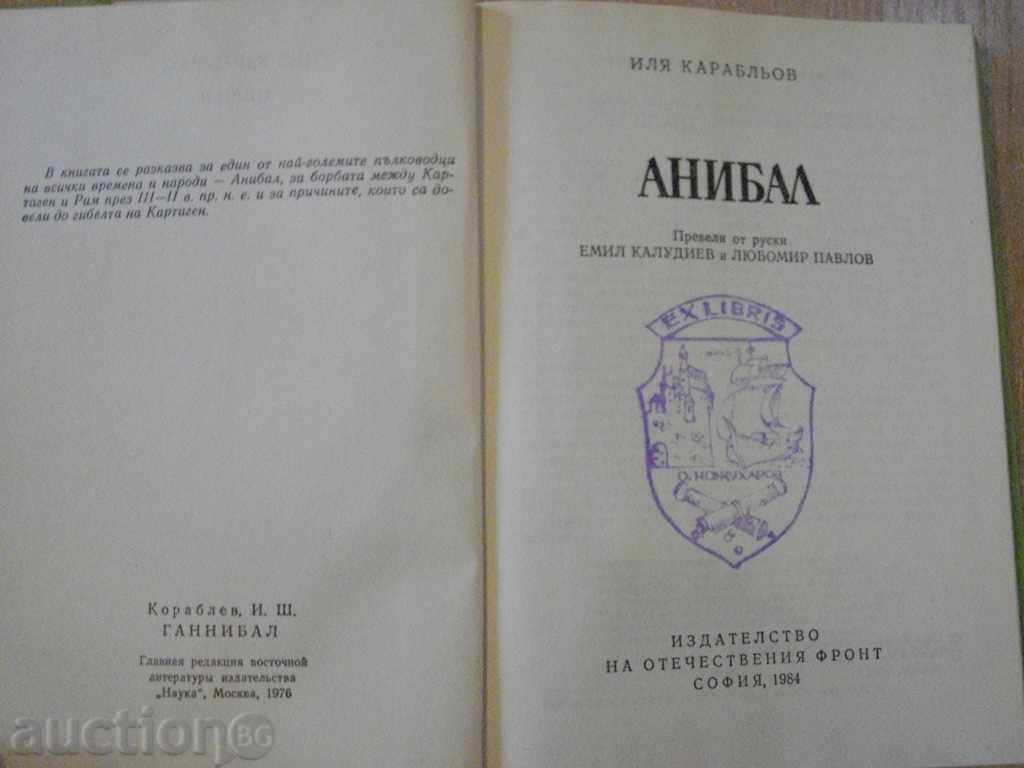 В книгата се разказва за един от най-големите пълководци
на всички времена и народи — Анибал, за борбата между Кар-
таген и Рим през III—II в. пр. н. е. и за причините, които са до-
вели до гибелта на Картаген.
Кораблев, И. Ш.
ГАННИБАЛ
Главная редакция восточной
литературы издательства
„Наука", Москва, 1976
ИЛЯ КАРАБЛЬОВ
АНИБАЛ
Превели от руски
ЕМИЛ КАЛУДИЕВ и ЛЮБОМИР ПАВЛОВ
EX LIBRIS
О. КОЖУХАРОВ
ИЗДАТЕЛСТВО
НА ОТЕЧЕСТВЕНИЯ ФРОНТ
СОФИЯ, 1984
auction BG